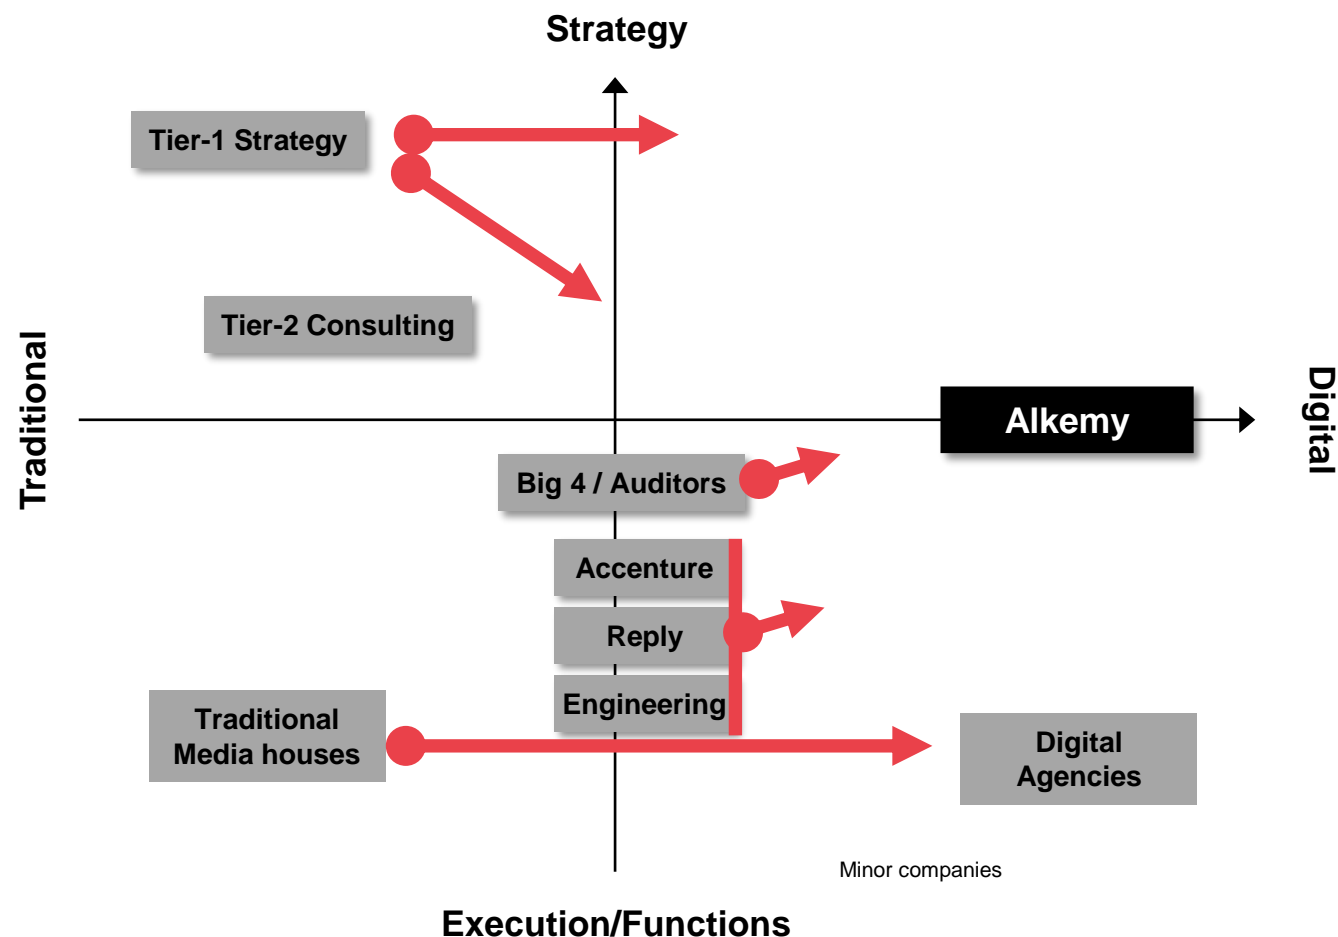 Strategy
Tier-1 Strategy
Tier-2 Consulting
Traditional
Digital
Alkemy
Big 4 / Auditors
Accenture
Reply
Engineering
Traditional
Media houses
Digital
Agencies
Minor companies
Execution/Functions